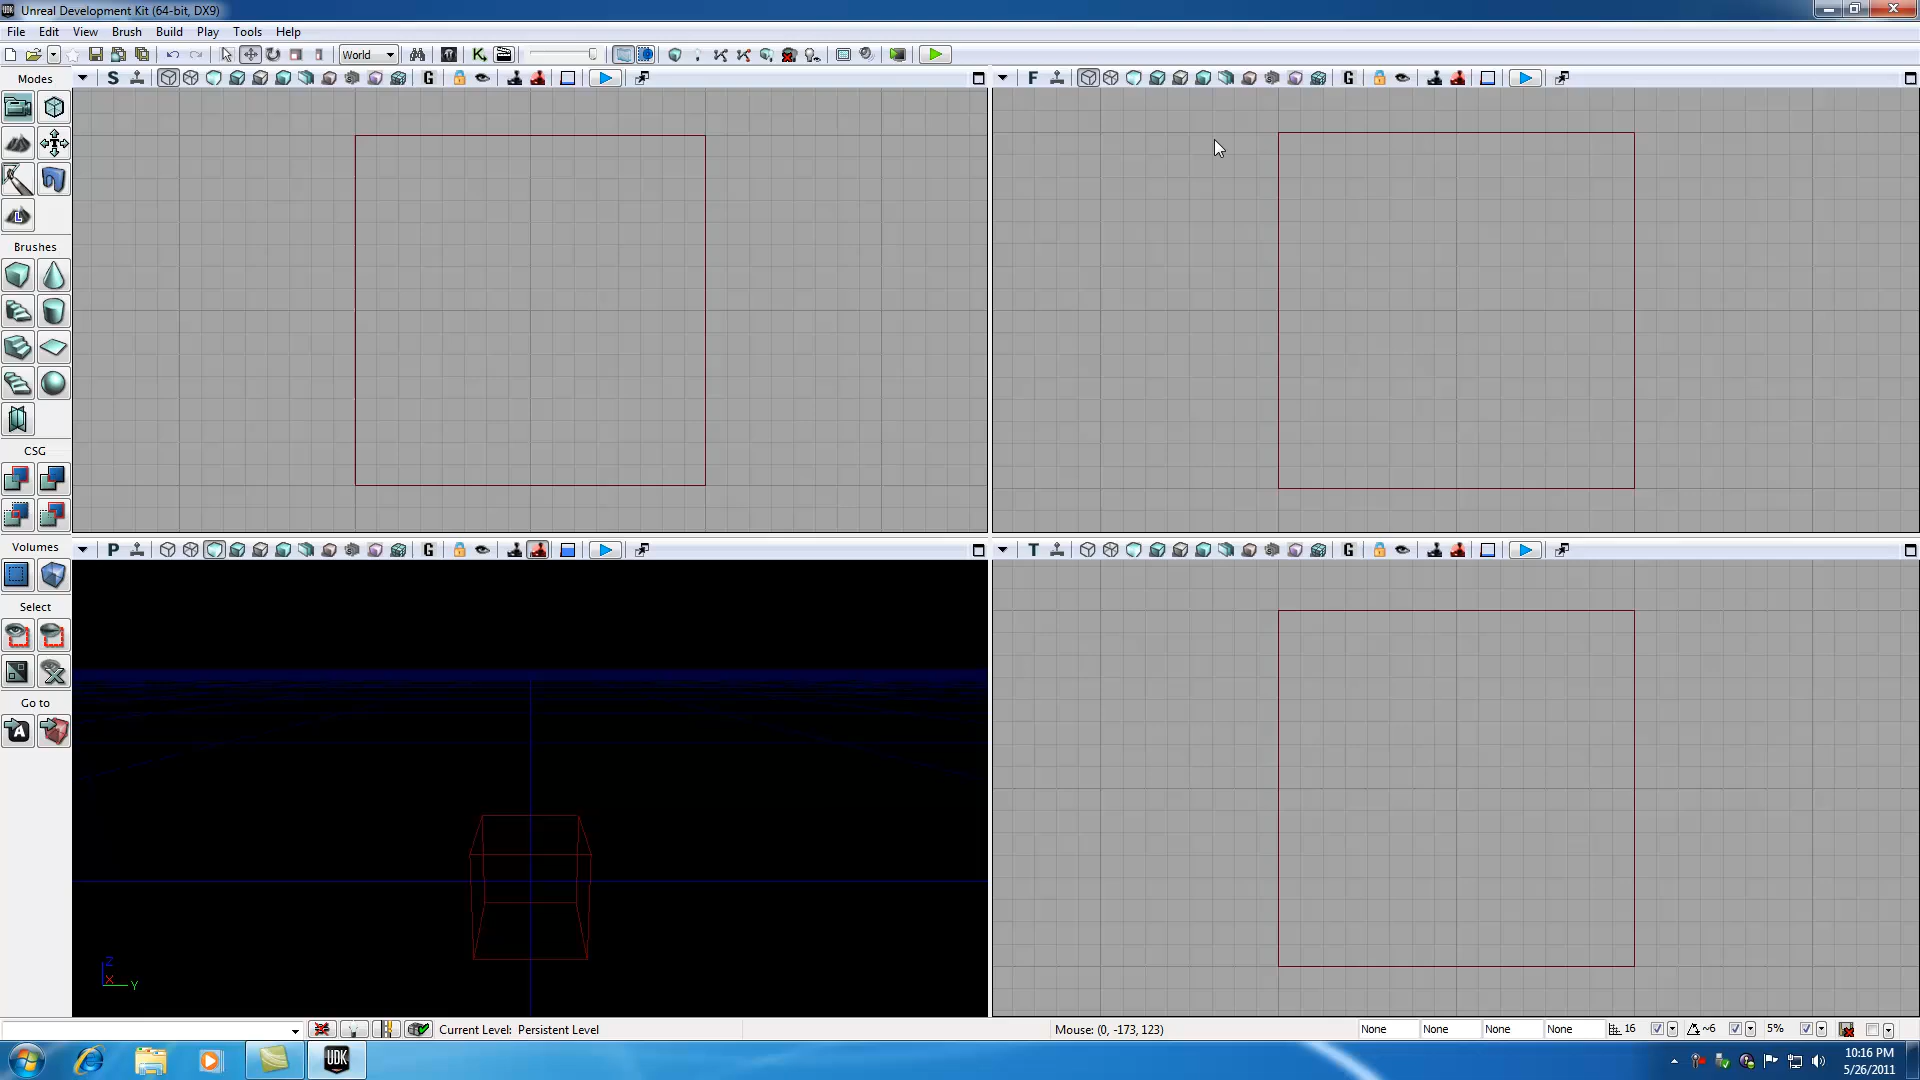 Unreal Development Kit (64-bit, DX9)
File Edit View Brush Build Play Tools Help
World
Modes
S G
F G
Brushes
CSG
Volumes
P G
T G
Select
Go to
A
L
Z
X Y
Current Level: Persistent Level
Mouse: (0, -173, 123)
None None None None 16 ~6 5%
UDK
10:16 PM
5/26/2011